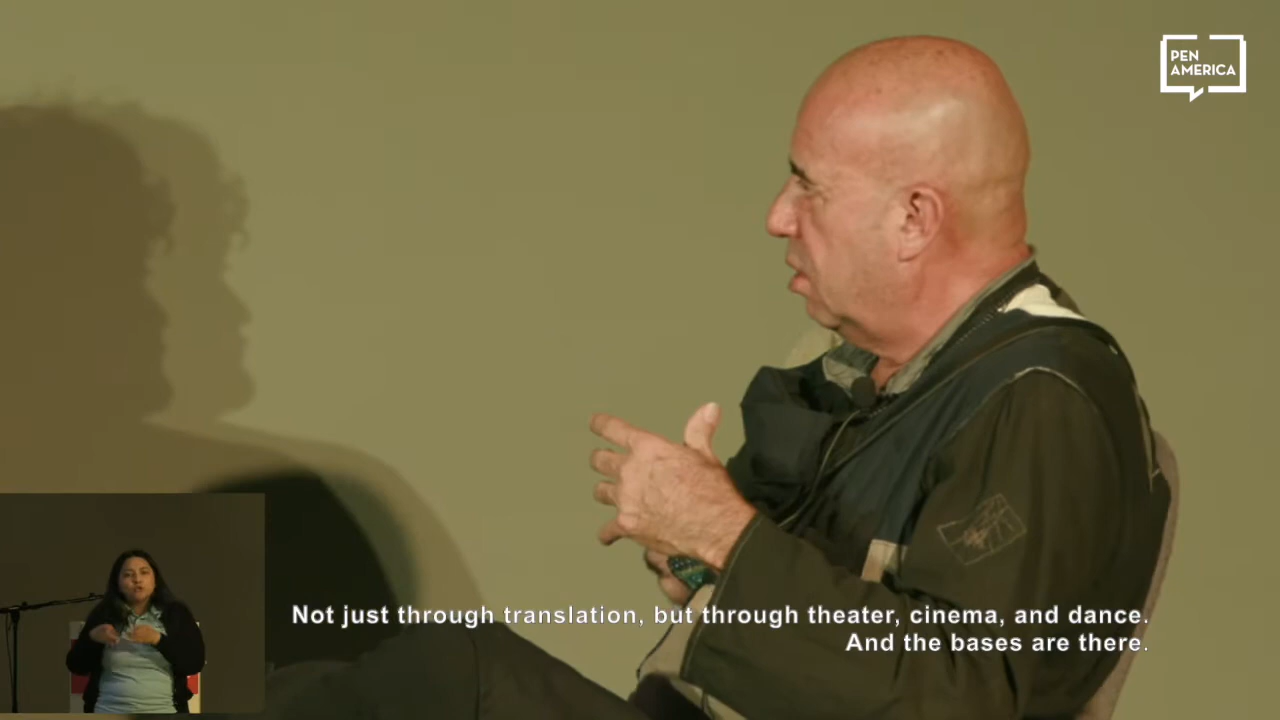 PEN
AMERICA
Not just through translation, but through theater, cinema, and dance.
And the bases are there.